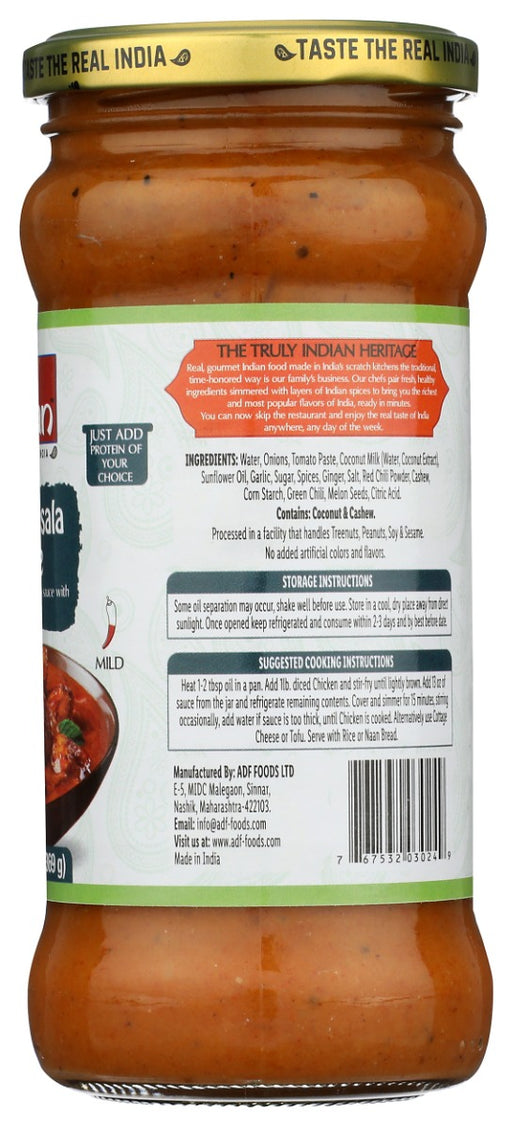 ASTE THE REAL INDIA
TASTE THE REAL INDIA
THE TRULY INDIAN HERITAGE
Real, gourmet Indian food made in India's scratch kitchens the traditional,
time-honored way is our family's business. Our chefs pair fresh, healthy
ingredients simmered with layers of Indian spices to bring you the richest
and most popular flavors of India, ready in minutes.
You can now skip the restaurant and enjoy the real taste of India
anywhere, any day of the week.
JUST ADD
PROTEIN OF
YOUR
CHOICE
INGREDIENTS: Water, Onions, Tomato Paste, Coconut Milk (Water, Coconut Extract),
Sunflower Oil, Garlic, Sugar, Spices, Ginger, Salt, Red Chili Powder, Cashew,
Corn Starch, Green Chili, Melon Seeds, Citric Acid.
Contains: Coconut & Cashew.
Processed in a facility that handles Treenuts, Peanuts, Soy & Sesame.
No added artificial colors and flavors.
sala
sauce with
MILD
STORAGE INSTRUCTIONS
Some oil separation may occur, shake well before use. Store in a cool, dry place away from direct
sunlight. Once opened keep refrigerated and consume within 2-3 days and by best before date.
SUGGESTED COOKING INSTRUCTIONS
Heat 1-2 tbsp oil in a pan. Add 1lb. diced Chicken and stir-fry until lightly brown. Add 13 oz of
sauce from the jar and refrigerate remaining contents. Cover and simmer for 15 minutes, stirring
occasionally, add water if sauce is too thick, until Chicken is cooked. Alternatively use Cottage
Cheese or Tofu. Serve with Rice or Naan Bread.
Manufactured By: ADF FOODS LTD
E-5, MIDC Malegaon, Sinnar,
Nashik, Maharashtra-422103.
Email: info@adf-foods.com
Visit us at: www.adf-foods.com
Made in India
7 67532 03024 9
369 g)